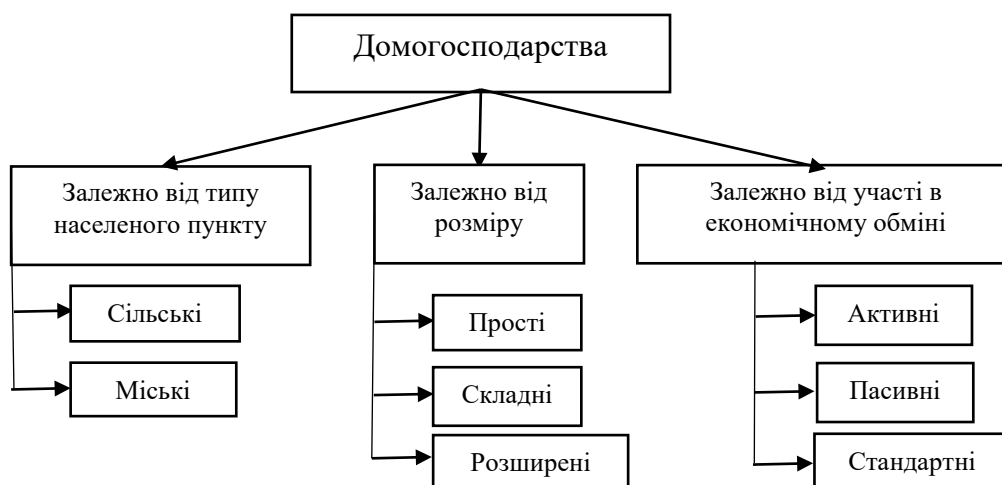 Домогосподарства
Залежно від типу
населеного пункту
Сільські
Міські
Залежно від
розміру
Прості
Складні
Розширені
Залежно від участі в
економічному обміні
Активні
Пасивні
Стандартні